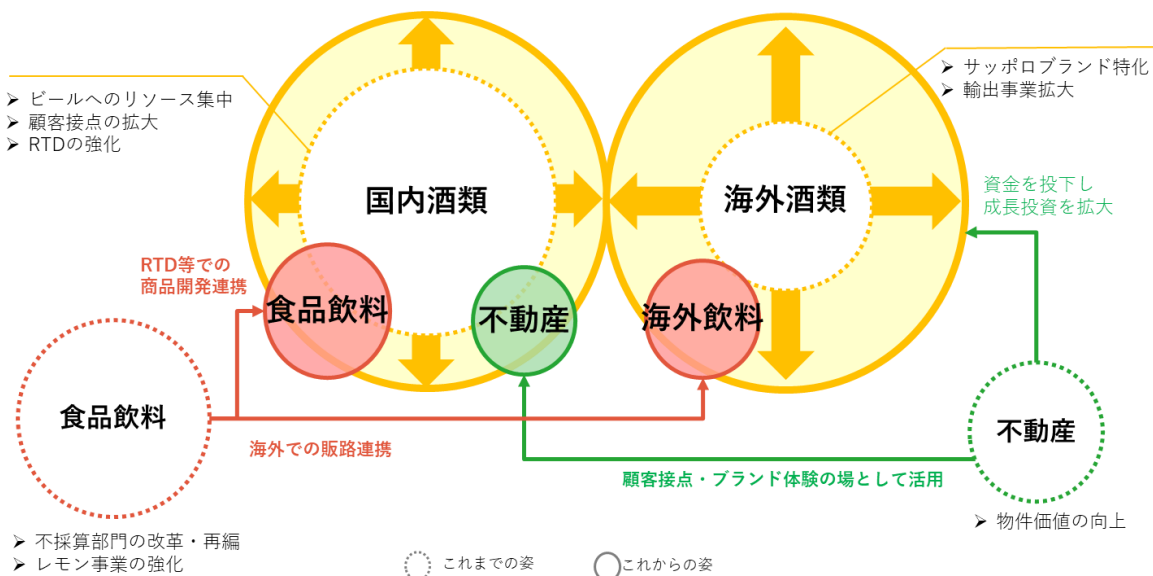 ➢ ビールへのリソース集中
➢ 顧客接点の拡大
➢ RTDの強化
➢ サッポロブランド特化
➢ 輸出事業拡大
国内酒類
海外酒類
資金を投下し
成長投資を拡大
RTD等での
商品開発連携
食品飲料
不動産
海外飲料
食品飲料
不動産
海外での販路連携
顧客接点・ブランド体験の場として活用
➢ 物件価値の向上
➢ 不採算部門の改革・再編
➢ レモン事業の強化
これまでの姿
これからの姿